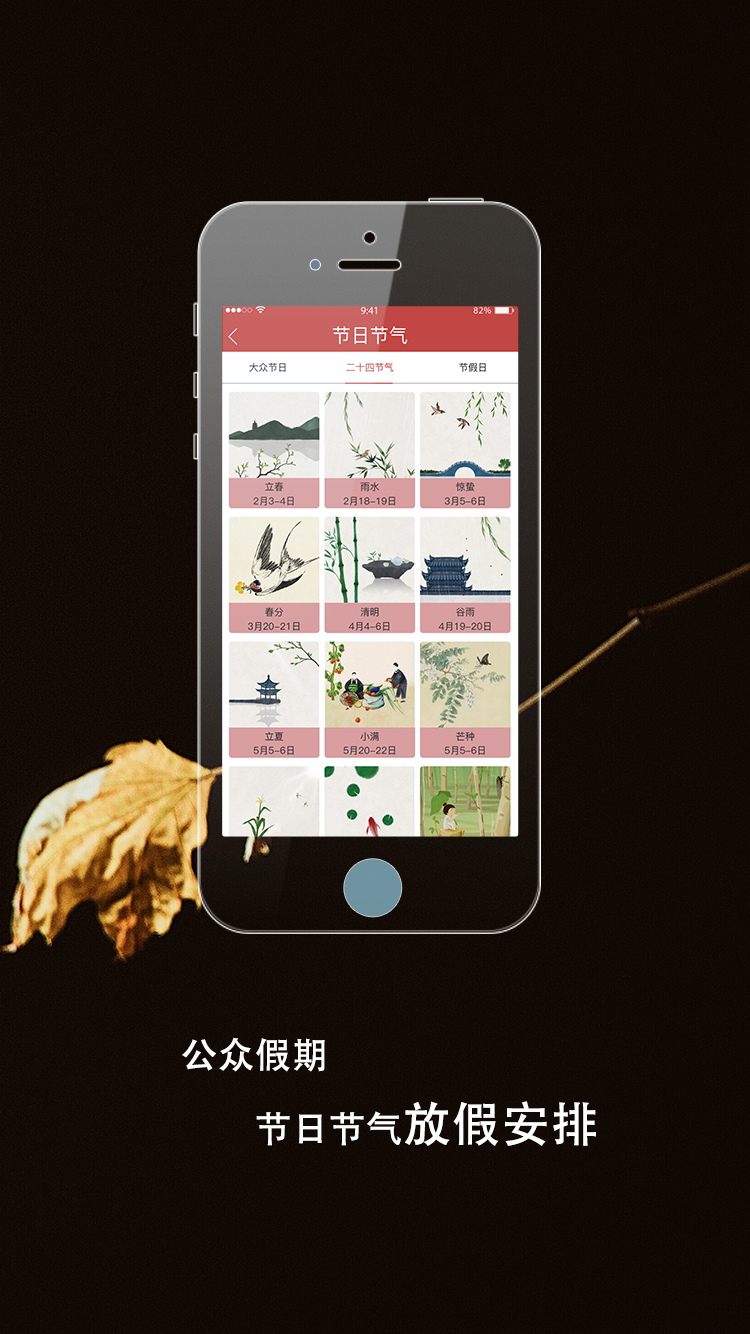 9:41
82%
节日节气
大众节日 二十四节气 节假日
立春 雨水 惊蛰
2月3-4日 2月18-19日 3月5-6日
春分 清明 谷雨
3月20-21日 4月4-6日 4月19-20日
立夏 小满 芒种
5月5-6日 5月20-22日 5月5-6日
公众假期
节日节气放假安排